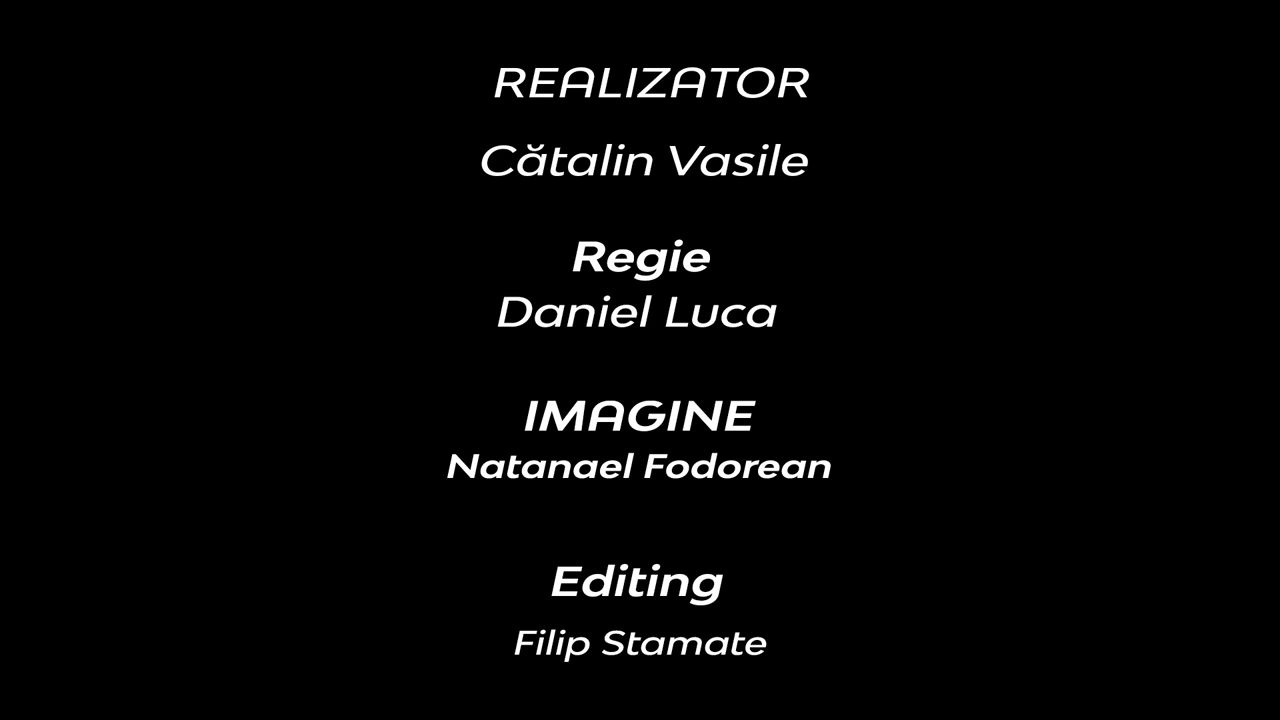 REALIZATOR
Cătalin Vasile
Regie
Daniel Luca
IMAGINE
Natanael Fodorean
Editing
Filip Stamate